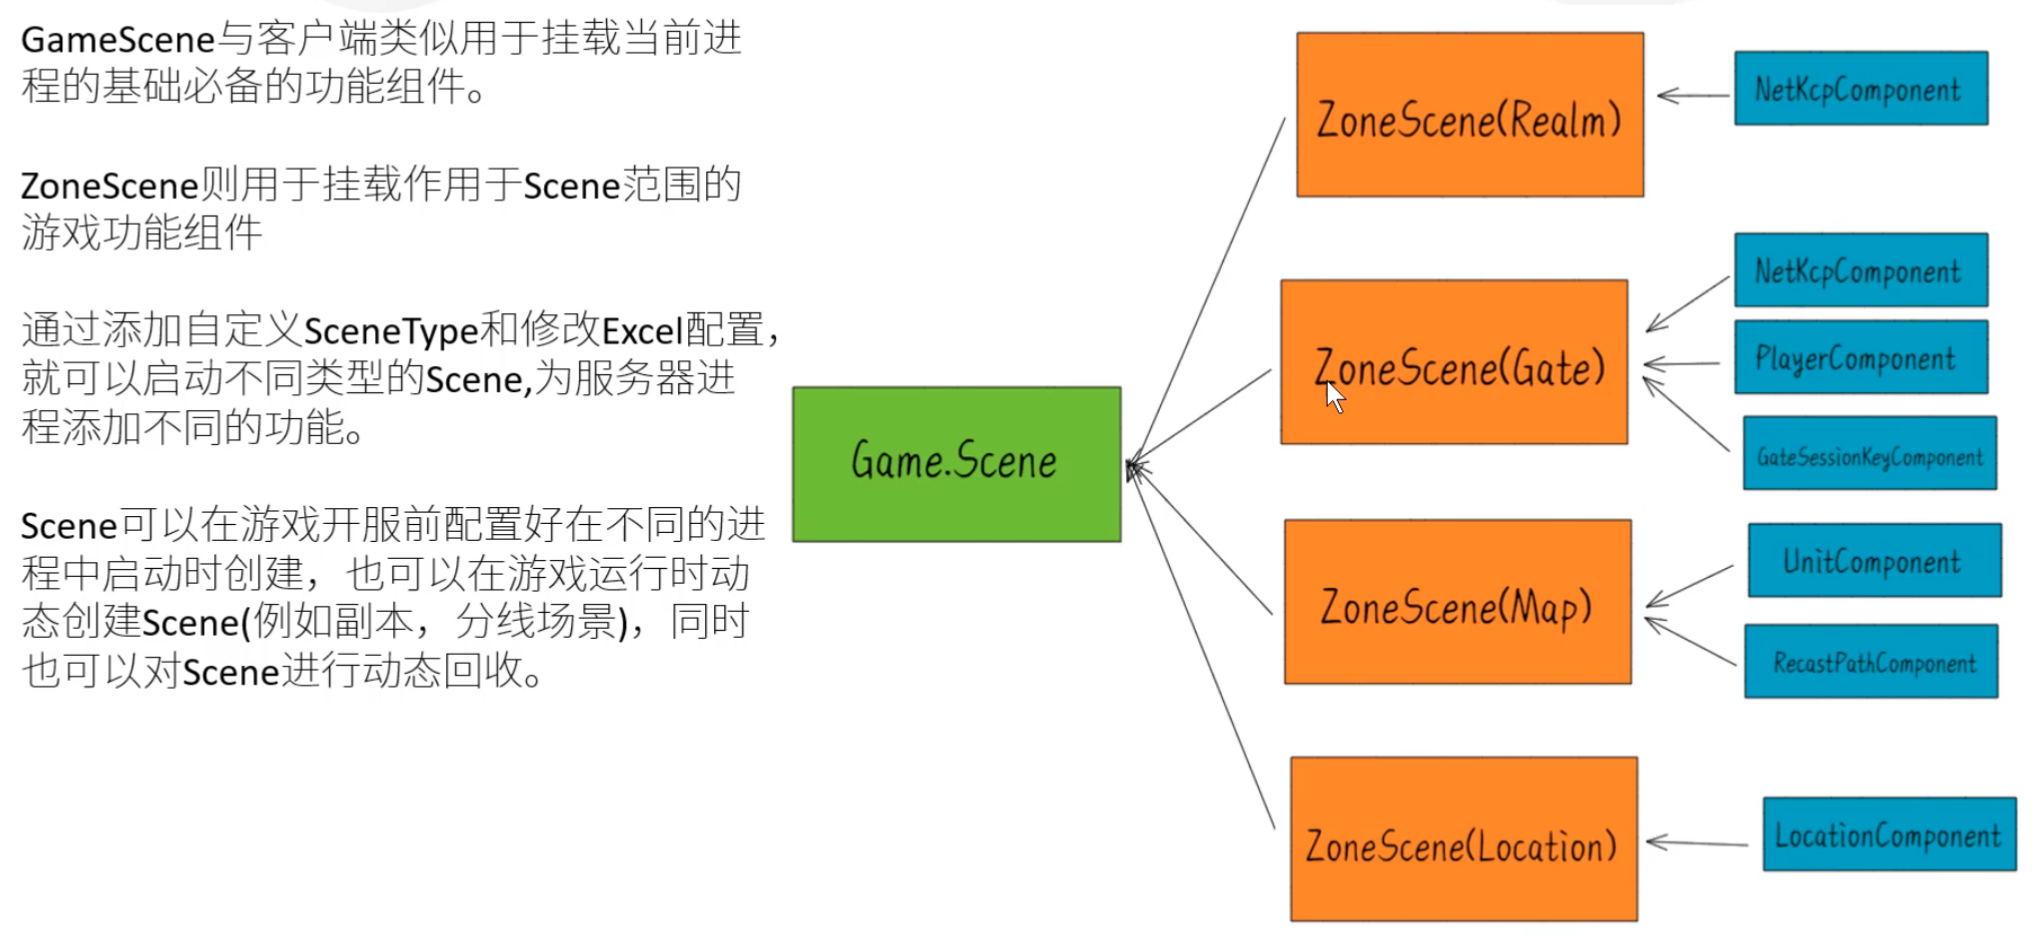 GameScene与客户端类似用于挂载当前进
程的基础必备的功能组件。
ZoneScene则用于挂载作用于Scene范围的
游戏功能组件
通过添加自定义SceneType和修改Excel配置，
就可以启动不同类型的Scene,为服务器进
程添加不同的功能。
Scene可以在游戏开服前配置好在不同的进
程中启动时创建，也可以在游戏运行时动
态创建Scene(例如副本，分线场景)，同时
也可以对Scene进行动态回收。
Game.Scene
ZoneScene(Realm)
NetKcpComponent
ZoneScene(Gate)
NetKcpComponent
PlayerComponent
GateSessionKeyComponent
ZoneScene(Map)
UnitComponent
RecastPathComponent
ZoneScene(Location)
LocationComponent